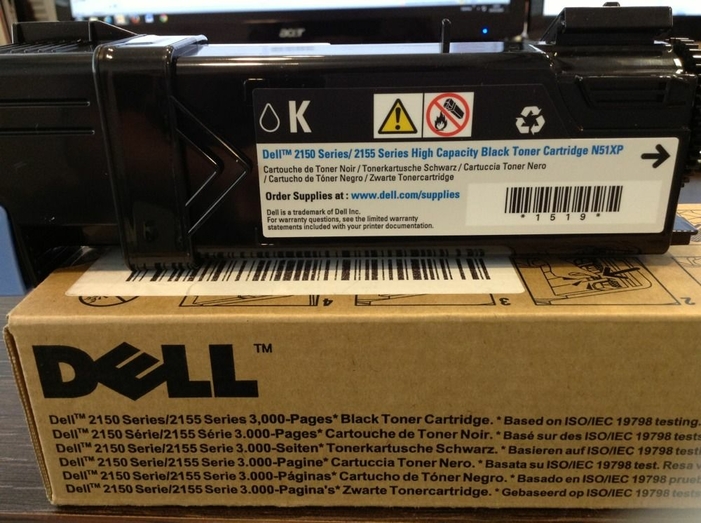 acer
K
Dell™ 2150 Series/ 2155 Series High Capacity Black Toner Cartridge N51XP
Cartouche de Toner Noir / Tonerkartusche Schwarz / Cartuccia Toner Nero
/ Cartucho de Tóner Negro / Zwarte Tonercartridge
Order Supplies at : www.dell.com/supplies
Dell is a trademark of Dell Inc.
For warranty questions, see the limited warranty
statements included with your printer documentation.
*1519*
4
3
2
DELL™
Dell™ 2150 Series/2155 Series 3,000-Pages* Black Toner Cartridge. *Based on ISO/IEC 19798 testing.
Dell™ 2150 Série/2155 Série 3.000-Pages* Cartouche de Toner Noir. *Basé sur des ISO/IEC 19798 tests
Dell™ 2150 Serie/2155 Serie 3.000-Seiten* Tonerkartusche Schwarz. *Basieren auf ISO/IEC 19798
Dell™ 2150 Serie/2155 Serie 3.000-Pagine* Cartuccia Toner Nero. *Basata su ISO/IEC 19798 test. Resa
Dell™ 2150 Serie/2155 Serie 3.000-Páginas* Cartucho de Tóner Negro. *Basado en ISO/IEC 19798
Dell™ 2150 Serie/2155 Serie 3.000-Pagina's* Zwarte Tonercartridge. *Gebaseerd op ISO/IEC 19798